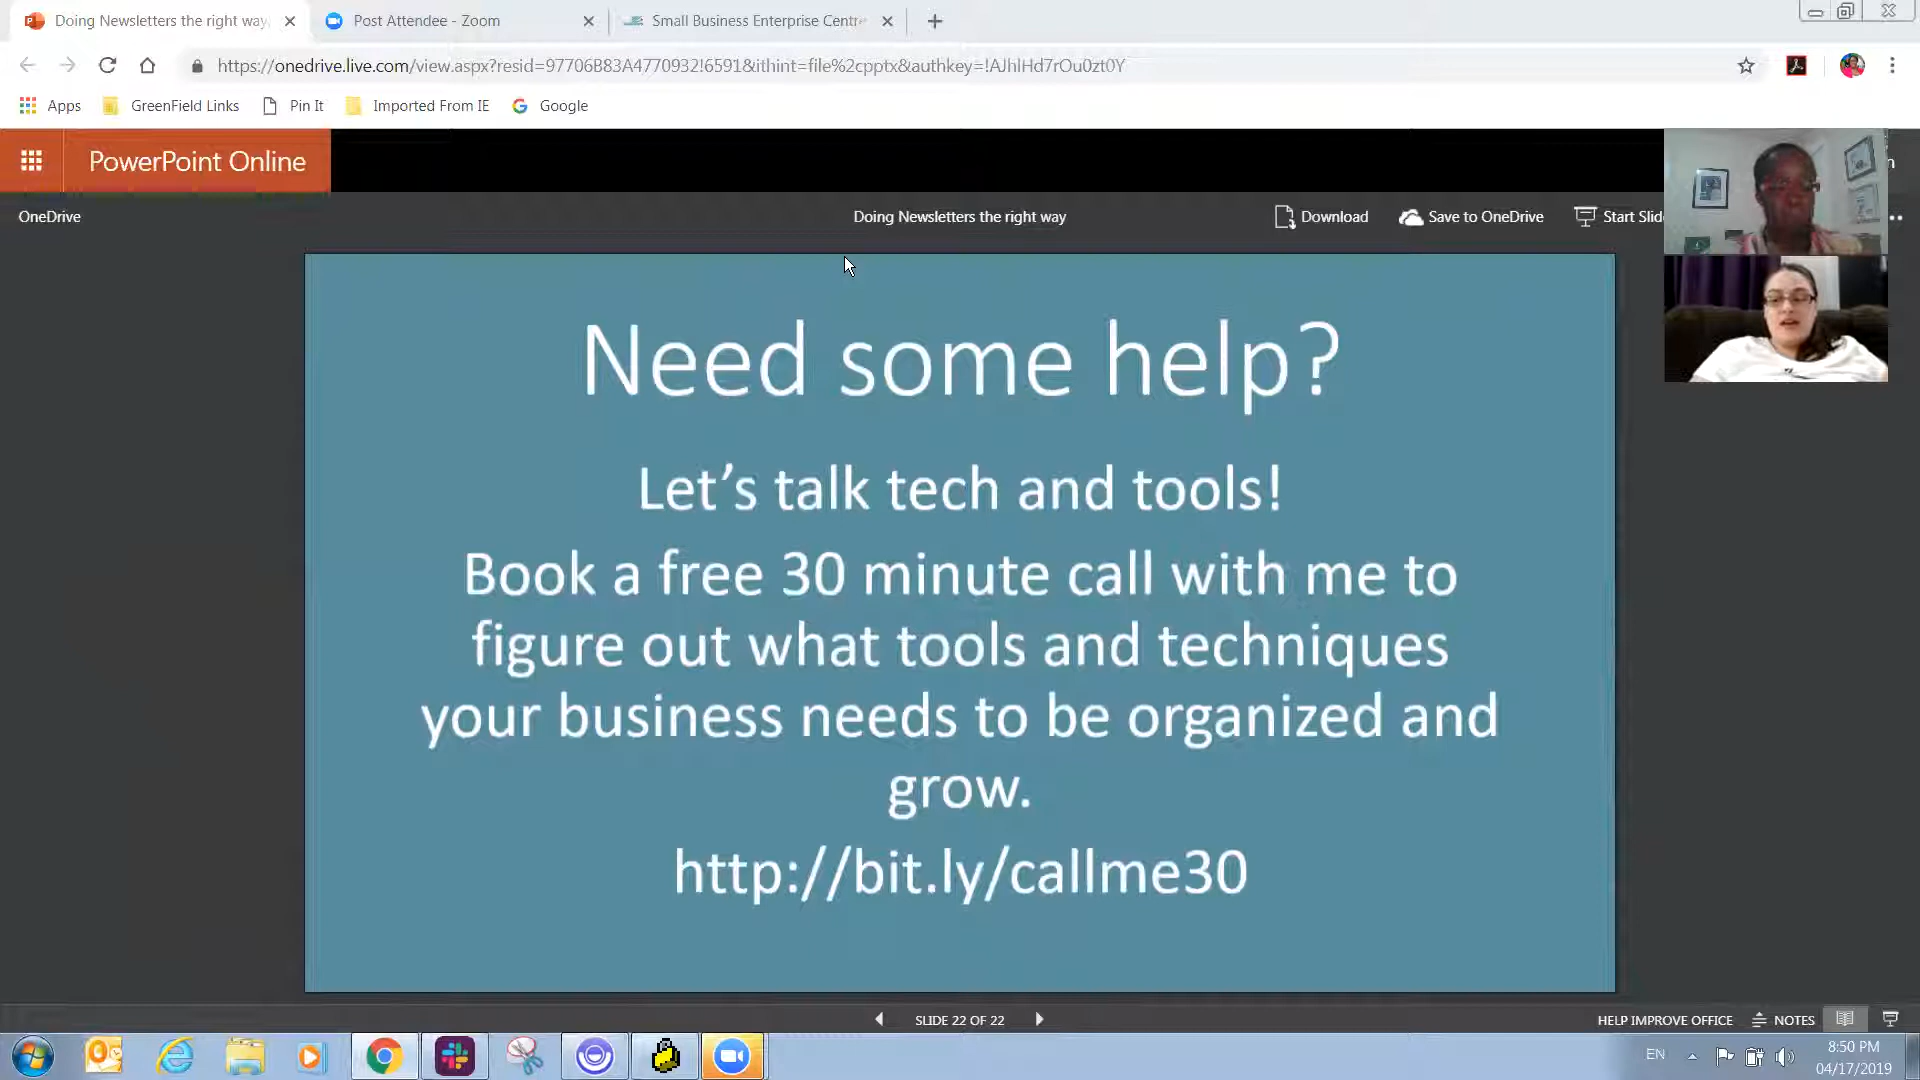 Doing Newsletters the right way
Post Attendee - Zoom
Small Business Enterprise Centre
https://onedrive.live.com/view.aspx?resid=97706B83A4770932!6591&ithint=file%2cpptx&authkey=!AJhlHd7rOu0zt0Y
Apps
GreenField Links
Pin It
Imported From IE
Google
PowerPoint Online
OneDrive
Doing Newsletters the right way
Download
Save to OneDrive
Start Slid
Need some help?
Let's talk tech and tools!
Book a free 30 minute call with me to
figure out what tools and techniques
your business needs to be organized and
grow.
http://bit.ly/callme30
SLIDE 22 OF 22
HELP IMPROVE OFFICE
NOTES
EN
8:50 PM
04/17/2019